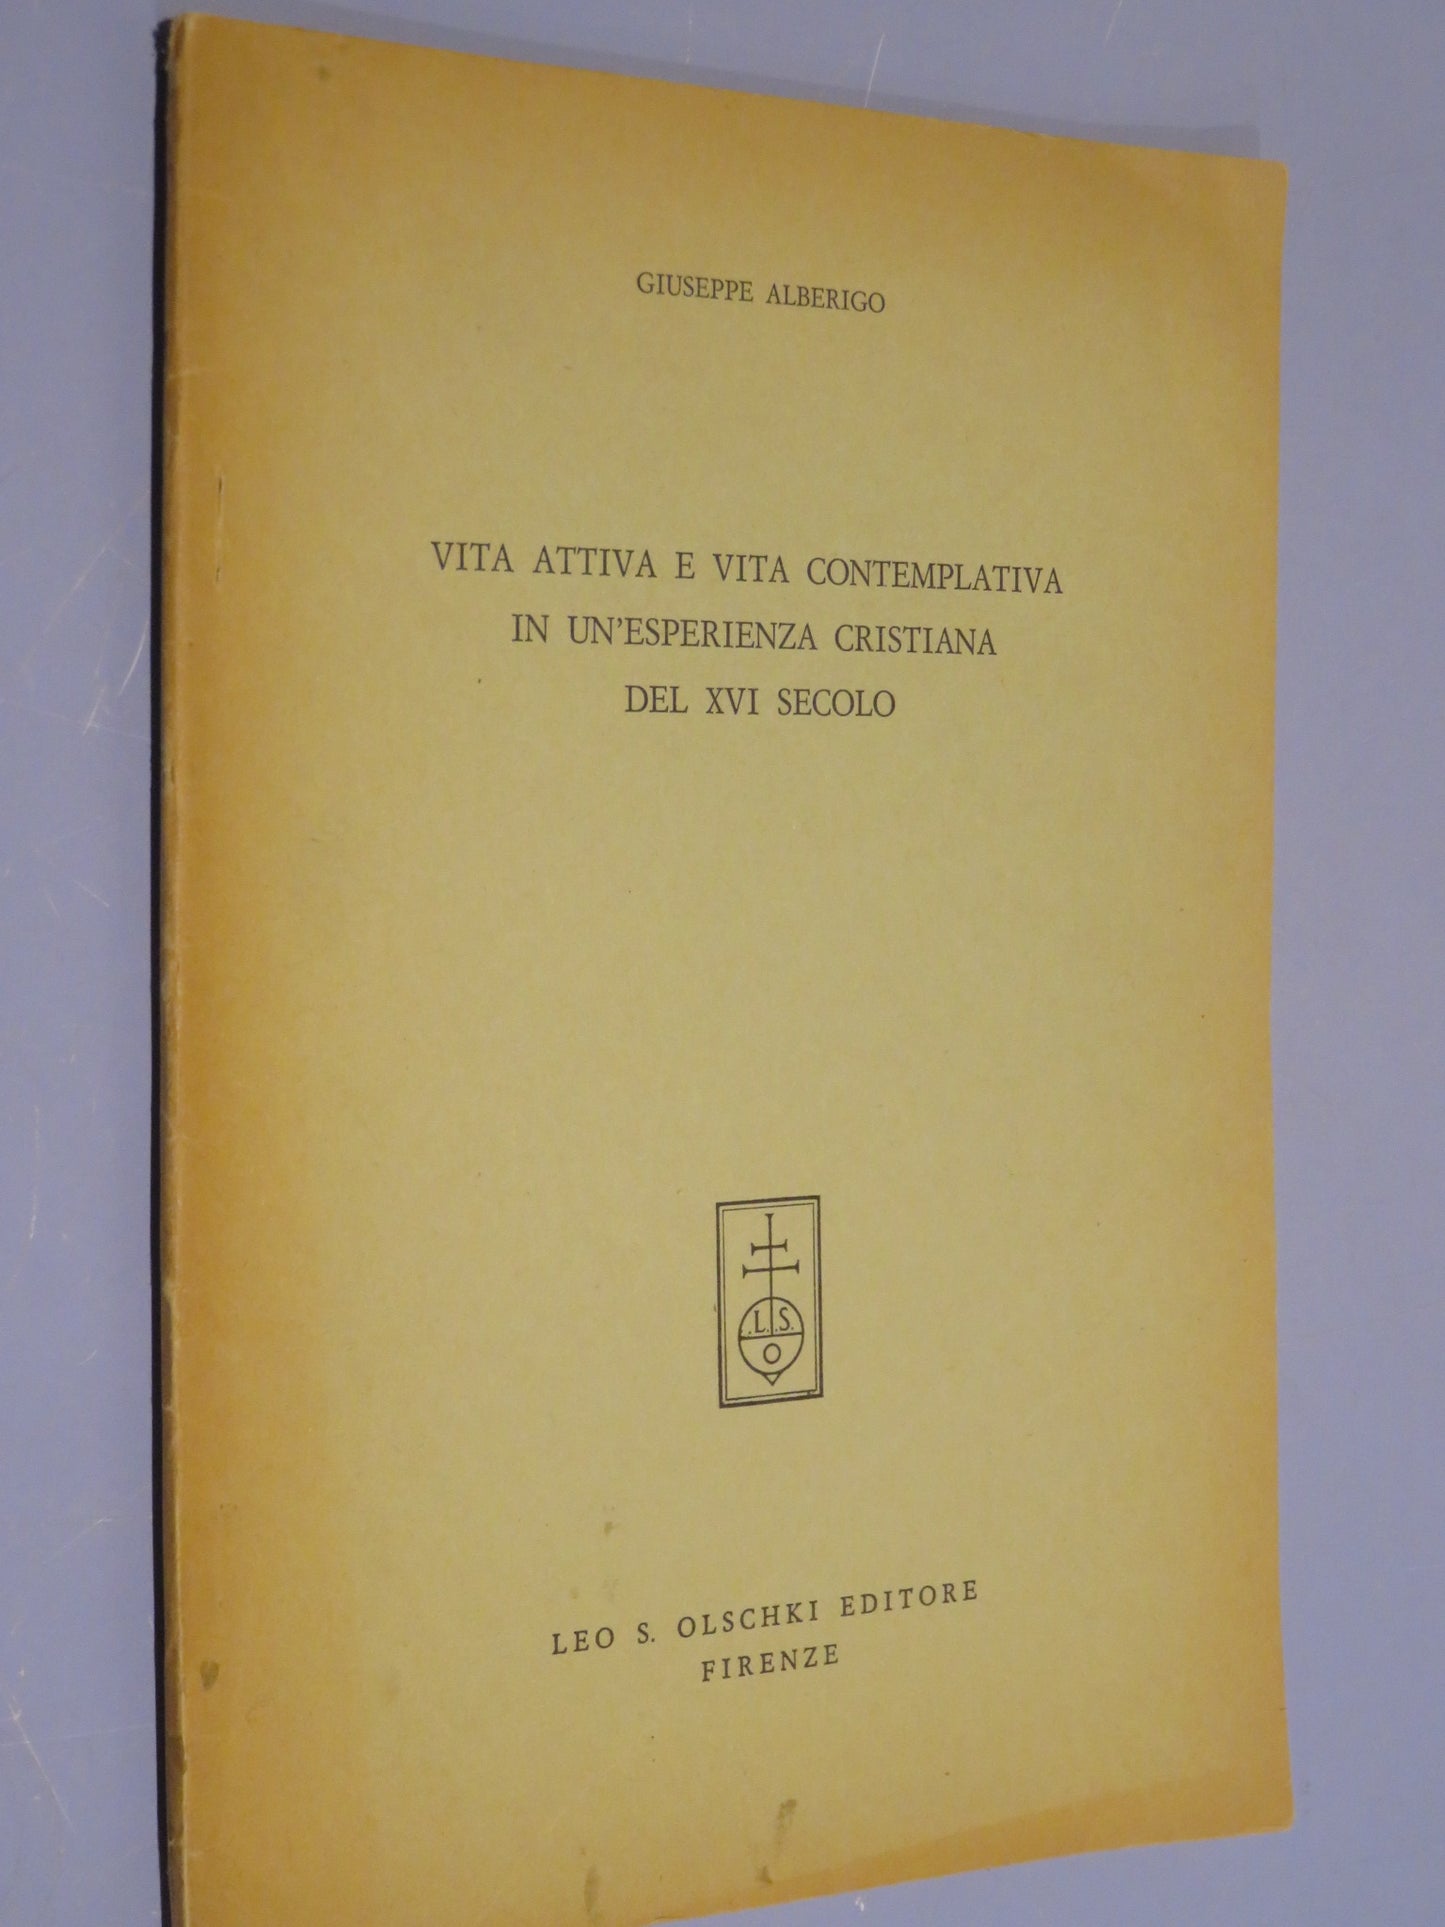 GIUSEPPE ALBERIGO
VITA ATTIVA E VITA CONTEMPLATIVA
IN UN'ESPERIENZA CRISTIANA
DEL XVI SECOLO
.L.S.
O
LEO S. OLSCHKI EDITORE
FIRENZE